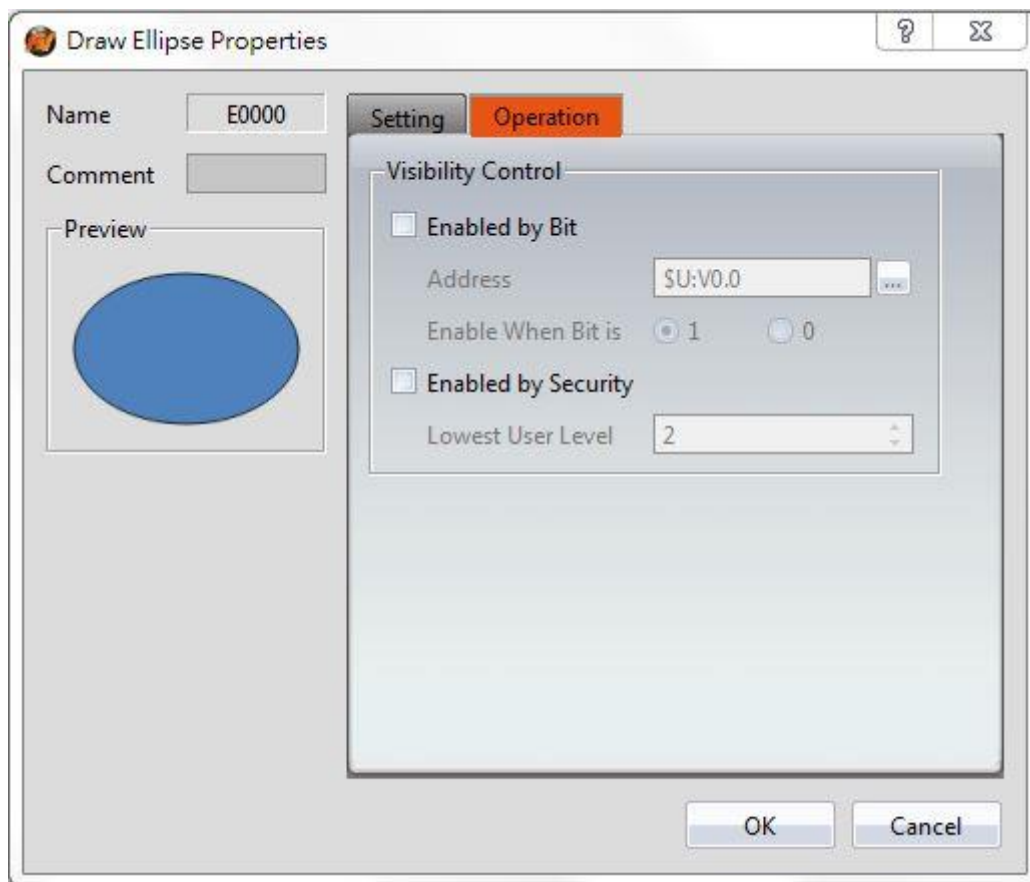 Draw Ellipse Properties
Name E0000
Comment
Preview
Setting Operation
Visibility Control
Enabled by Bit
Address $U:V0.0 ...
Enable When Bit is 1 0
Enabled by Security
Lowest User Level 2
OK Cancel